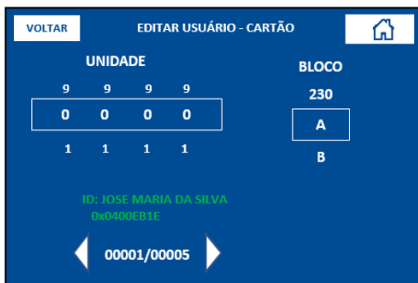 VOLTAR EDITAR USUÁRIO - CARTÃO
UNIDADE
9 9 9 9
0 0 0 0
1 1 1 1
BLOCO
230
A
B
ID: JOSE MARIA DA SILVA
0x0400EB1E
00001/00005